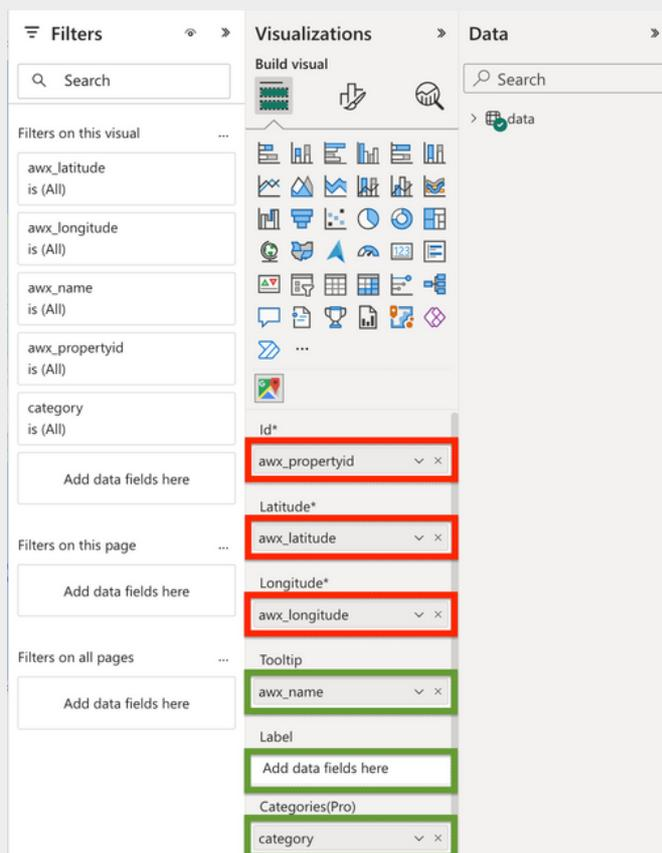 Filters
Search
Filters on this visual
...
awx_latitude
is (All)
awx_longitude
is (All)
awx_name
is (All)
awx_propertyid
is (All)
category
is (All)
Add data fields here
Filters on this page
...
Add data fields here
Filters on all pages
...
Add data fields here
Visualizations
Build visual
123
...
Id*
awx_propertyid
Latitude*
awx_latitude
Longitude*
awx_longitude
Tooltip
awx_name
Label
Add data fields here
Categories(Pro)
category
Data
Search
data